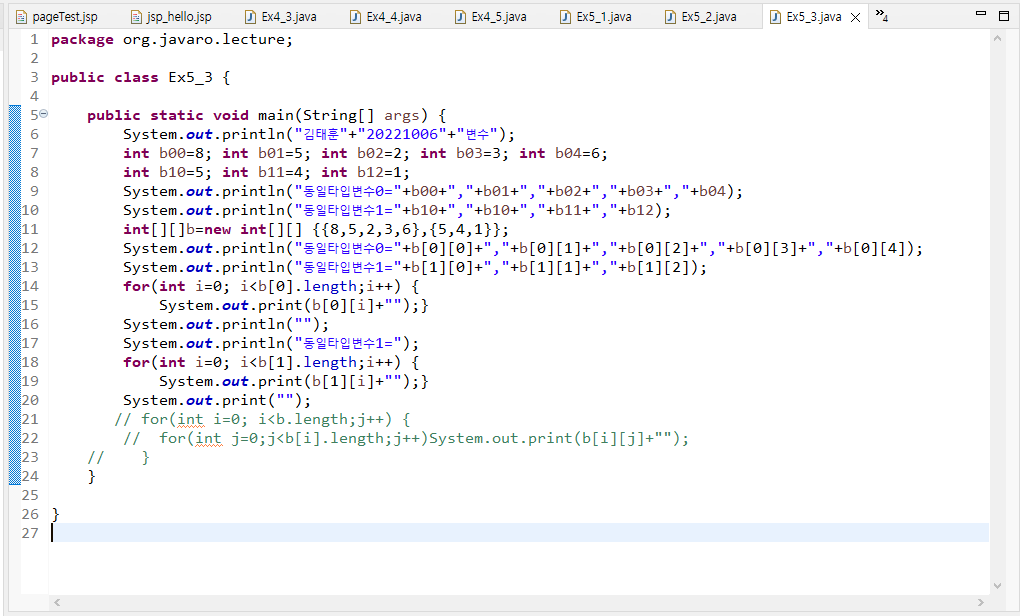 pageTest.jsp jsp_hello.jsp Ex4_3.java Ex4_4.java Ex4_5.java Ex5_1.java Ex5_2.java Ex5_3.java »4
1 package org.javaro.lecture;
2
3 public class Ex5_3 {
4
5 public static void main(String[] args) {
6 System.out.println("김태훈"+"20221006"+"변수");
7 int b00=8; int b01=5; int b02=2; int b03=3; int b04=6;
8 int b10=5; int b11=4; int b12=1;
9 System.out.println("동일타입변수0="+b00+","+b01+","+b02+","+b03+","+b04);
10 System.out.println("동일타입변수1="+b10+","+b10+","+b11+","+b12);
11 int[][]b=new int[][] {{8,5,2,3,6},{5,4,1}};
12 System.out.println("동일타입변수0="+b[0][0]+","+b[0][1]+","+b[0][2]+","+b[0][3]+","+b[0][4]);
13 System.out.println("동일타입변수1="+b[1][0]+","+b[1][1]+","+b[1][2]);
14 for(int i=0; i<b[0].length;i++) {
15 System.out.print(b[0][i]+"");}
16 System.out.println("");
17 System.out.println("동일타입변수1=");
18 for(int i=0; i<b[1].length;i++) {
19 System.out.print(b[1][i]+"");}
20 System.out.print("");
21 // for(int i=0; i<b.length;j++) {
22 // for(int j=0;j<b[i].length;j++)System.out.print(b[i][j]+"");
23 // }
24 }
25
26 }
27